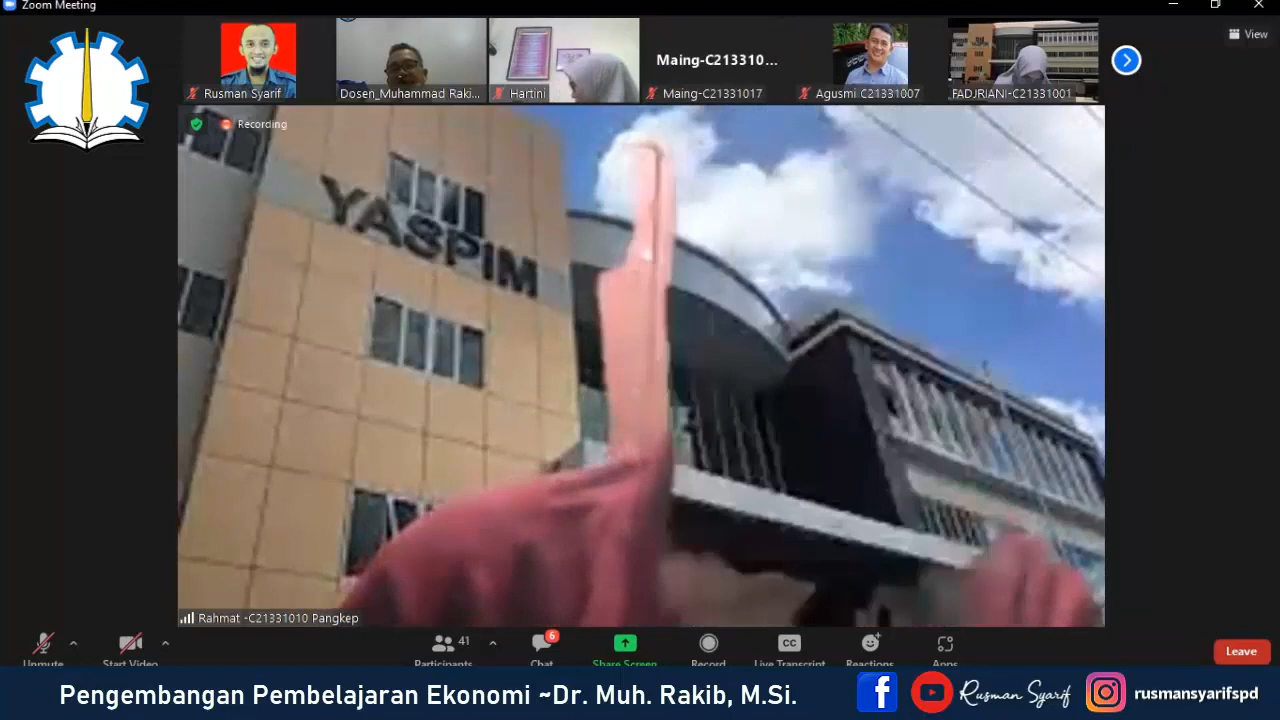 Zoom Meeting
View
Rusman Syarif
Dosen_Muhammad Rak...
Hartini
Maing-C213310...
Maing-C21331017
Agusmi C21331007
FADJRIANI-C21331001
Recording
YASPIM
Rahmat -C21331010 Pangkep
Unmute
Start Video
41
Participants
6
Chat
Share Screen
Record
CC
Live Transcript
Reactions
Apps
Leave
Pengembangan Pembelajaran Ekonomi ~Dr. Muh. Rakib, M.Si.
Rusman Syarif
rusmansyarifspd